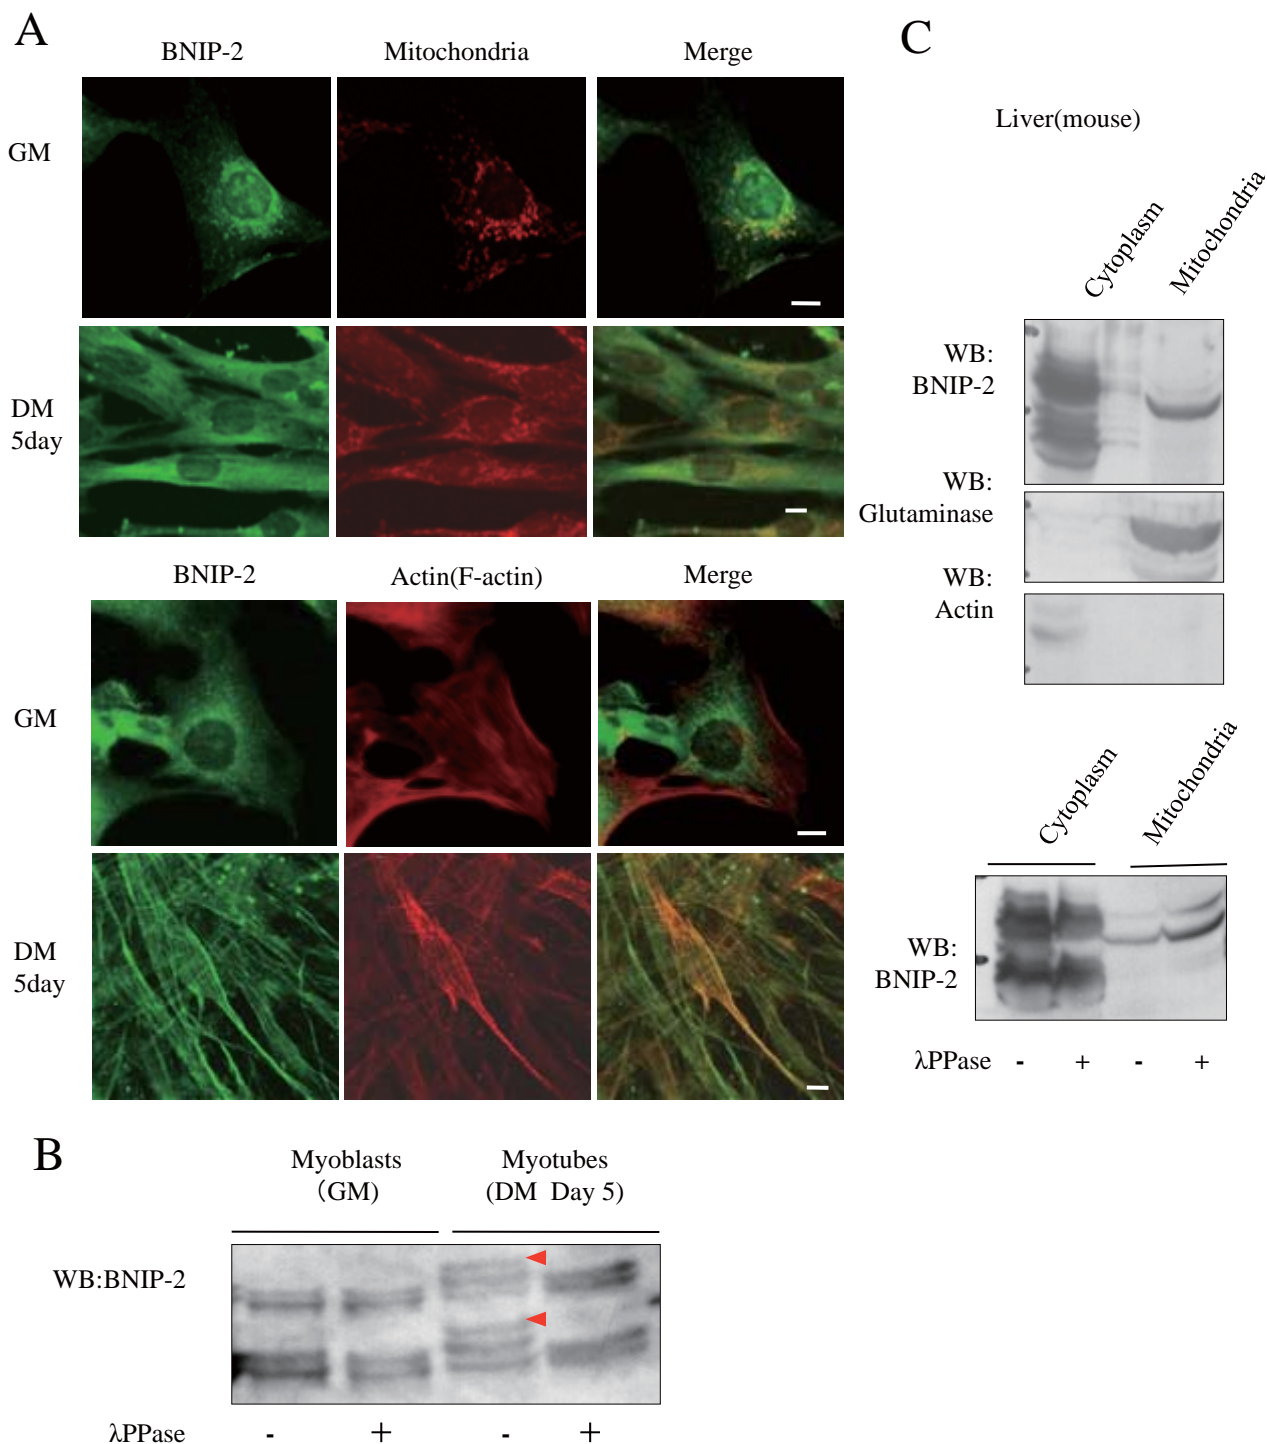 A
BNIP-2
Mitochondria
Merge
GM
DM
5day
BNIP-2
Actin(F-actin)
Merge
GM
DM
5day
B
Myoblasts
(GM)
Myotubes
(DM Day 5)
WB:BNIP-2
λPPase - + - +
C
Liver(mouse)
Cytoplasm
Mitochondria
WB:
BNIP-2
WB:
Glutaminase
WB:
Actin
Cytoplasm
Mitochondria
WB:
BNIP-2
λPPase - + - +